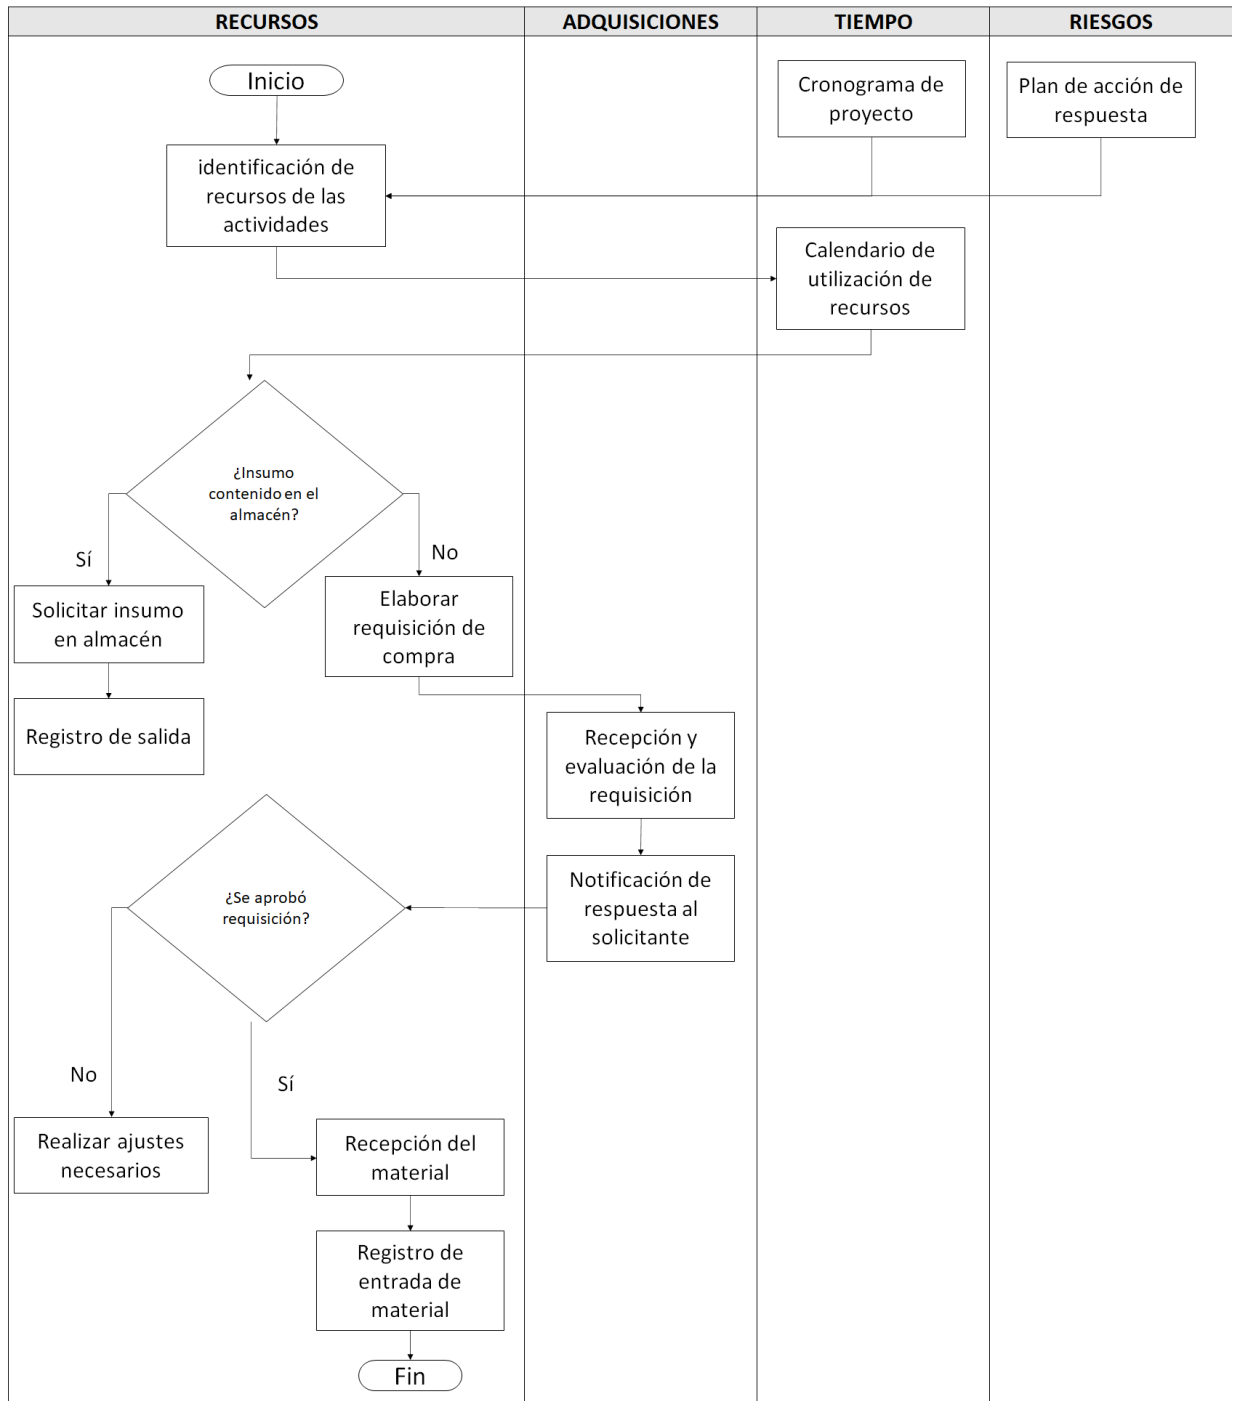 RECURSOS
ADQUISICIONES
TIEMPO
RIESGOS
Inicio
Cronograma de
proyecto
Plan de acción de
respuesta
identificación de
recursos de las
actividades
Calendario de
utilización de
recursos
¿Insumo
contenido en el
almacén?
Sí
No
Solicitar insumo
en almacén
Elaborar
requisición de
compra
Registro de salida
Recepción y
evaluación de la
requisición
¿Se aprobó
requisición?
Notificación de
respuesta al
solicitante
No
Sí
Realizar ajustes
necesarios
Recepción del
material
Registro de
entrada de
material
Fin